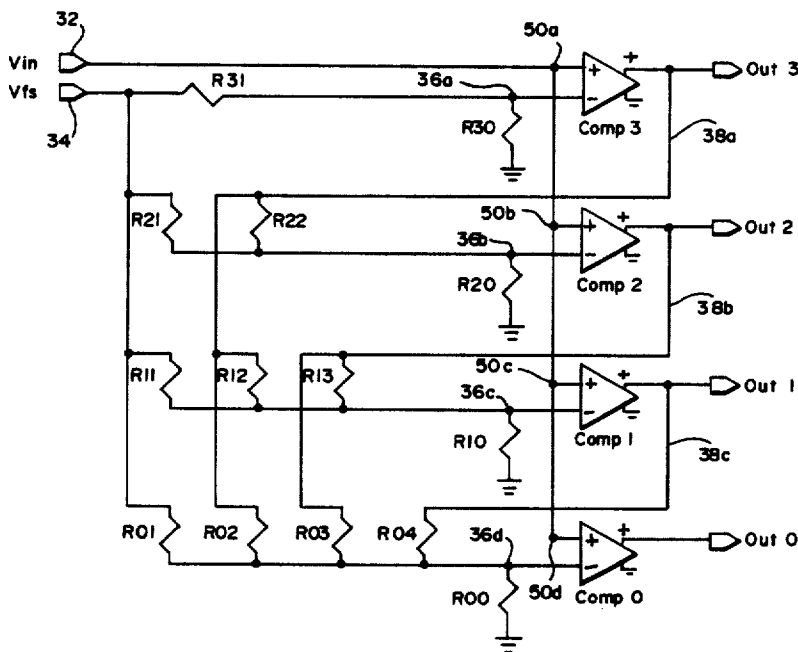 32
50a
Vin
+
+
Out 3
R31
36a
Vfs
-
34
R30
Comp 3
38a
R21
R22
50b
+
+
Out 2
36b
-
R20
Comp 2
38b
R11
R12
R13
50c
+
+
Out 1
36c
-
R10
Comp 1
38c
R01
R02
R03
R04
36d
+
+
Out 0
-
50d
R00
Comp 0